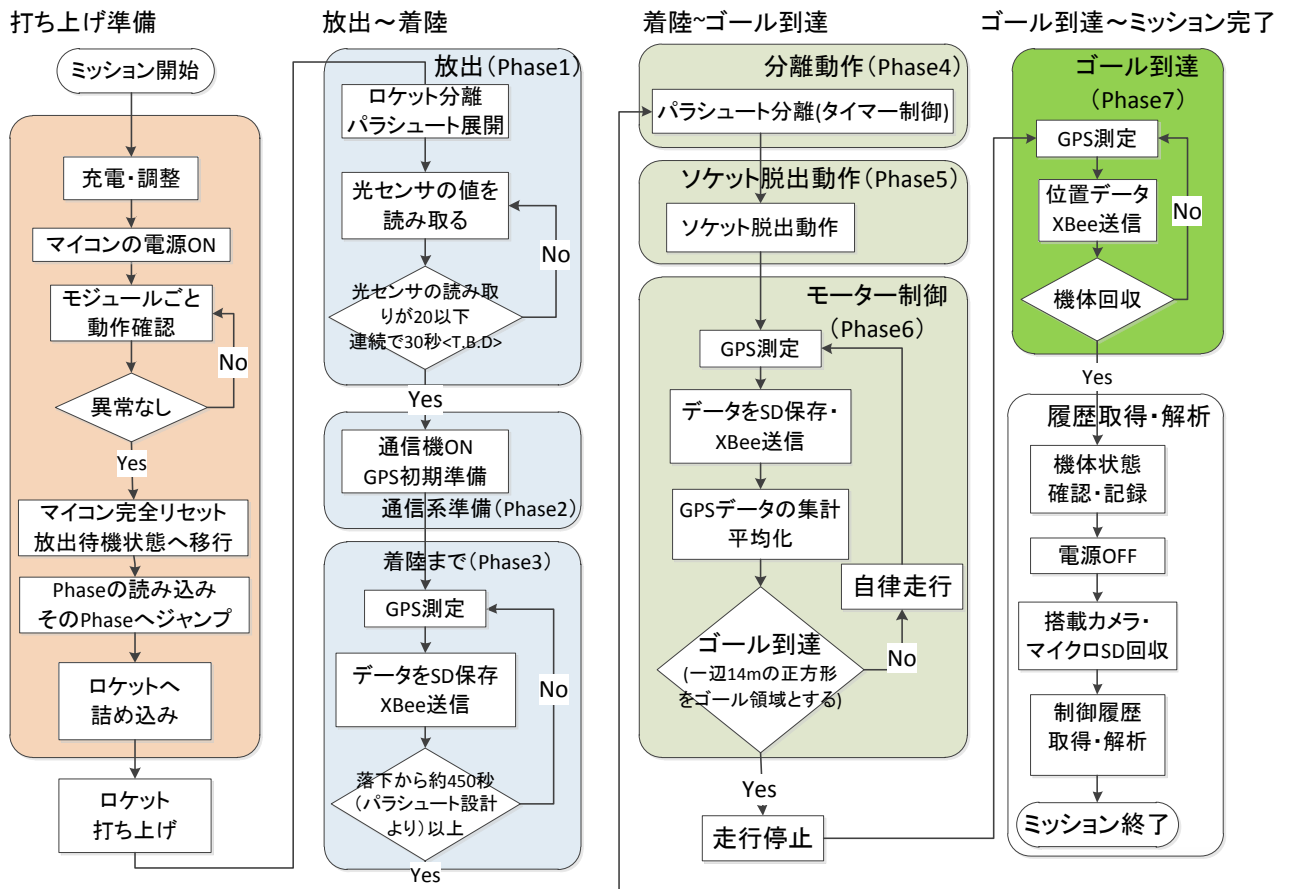 打ち上げ準備
ミッション開始
充電・調整
マイコンの電源ON
モジュールごと
動作確認
No
異常なし
Yes
マイコン完全リセット
放出待機状態へ移行
Phaseの読み込み
そのPhaseへジャンプ
ロケットへ
詰め込み
ロケット
打ち上げ
放出～着陸
放出（Phase1）
ロケット分離
パラシュート展開
光センサの値を
読み取る
No
光センサの読み取
りが20以下
連続で30秒<T.B.D>
Yes
通信機ON
GPS初期準備
通信系準備（Phase2）
着陸まで（Phase3）
GPS測定
データをSD保存
XBee送信
No
落下から約450秒
（パラシュート設計
より）以上
Yes
着陸~ゴール到達
分離動作（Phase4）
パラシュート分離(タイマー制御)
ソケット脱出動作（Phase5）
ソケット脱出動作
モーター制御
（Phase6）
GPS測定
データをSD保存・
XBee送信
GPSデータの集計
平均化
自律走行
ゴール到達
(一辺14mの正方形
をゴール領域とする)
No
Yes
走行停止
ゴール到達～ミッション完了
ゴール到達
（Phase7）
GPS測定
位置データ
XBee送信
No
機体回収
Yes
履歴取得・解析
機体状態
確認・記録
電源OFF
搭載カメラ・
マイクロSD回収
制御履歴
取得・解析
ミッション終了